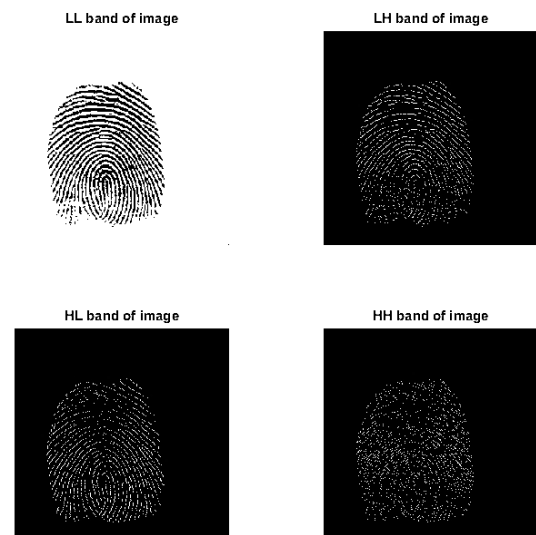 LL band of image
LH band of image
HL band of image
HH band of image